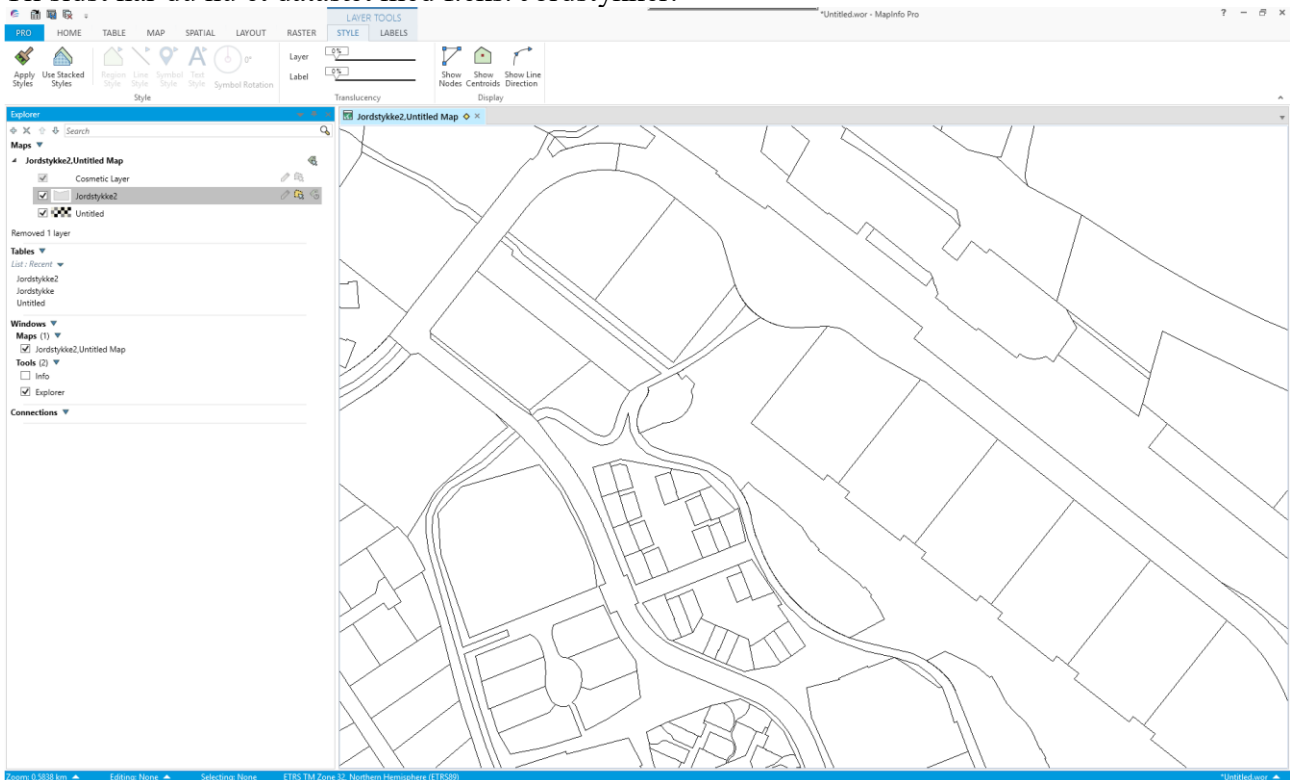 *Untitled.wor - MapInfo Pro
LAYER TOOLS
PRO HOME TABLE MAP SPATIAL LAYOUT RASTER STYLE LABELS
Apply Styles
Use Stacked Styles
Region Style
Line Style
Symbol Style
Text Style
0°
Symbol Rotation
Layer 0%
Label 0%
Show Nodes
Show Centroids
Show Line Direction
Style
Translucency
Display
Explorer
Search
Maps
Jordstykke2,Untitled Map
Cosmetic Layer
Jordstykke2
Untitled
Removed 1 layer
Tables
List : Recent
Jordstykke2
Jordstykke
Untitled
Windows
Maps (1)
Jordstykke2,Untitled Map
Tools (2)
Info
Explorer
Connections
Jordstykke2,Untitled Map
Zoom: 0.5838 km Editing: None Selecting: None ETRS TM Zone 32, Northern Hemisphere (ETRS89) *Untitled.wor